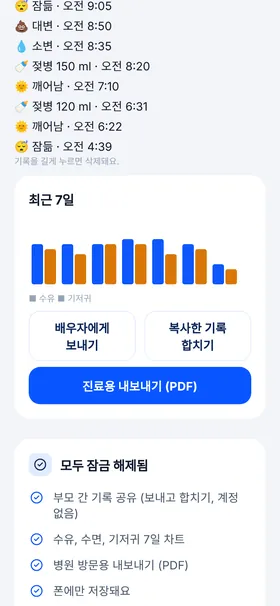 😴 잠듦 · 오전 9:05
💩 대변 · 오전 8:50
💧 소변 · 오전 8:35
🍼 젖병 150 ml · 오전 8:20
🌞 깨어남 · 오전 7:10
🍼 젖병 120 ml · 오전 6:31
🌞 깨어남 · 오전 6:22
😴 잠듦 · 오전 4:39
기록을 길게 누르면 삭제돼요.
최근 7일
■ 수유 ■ 기저귀
배우자에게
보내기
복사한 기록
합치기
진료용 내보내기 (PDF)
모두 잠금 해제됨
부모 간 기록 공유 (보내고 합치기, 계정
없음)
수유, 수면, 기저귀 7일 차트
병원 방문용 내보내기 (PDF)
폰에만 저장돼요